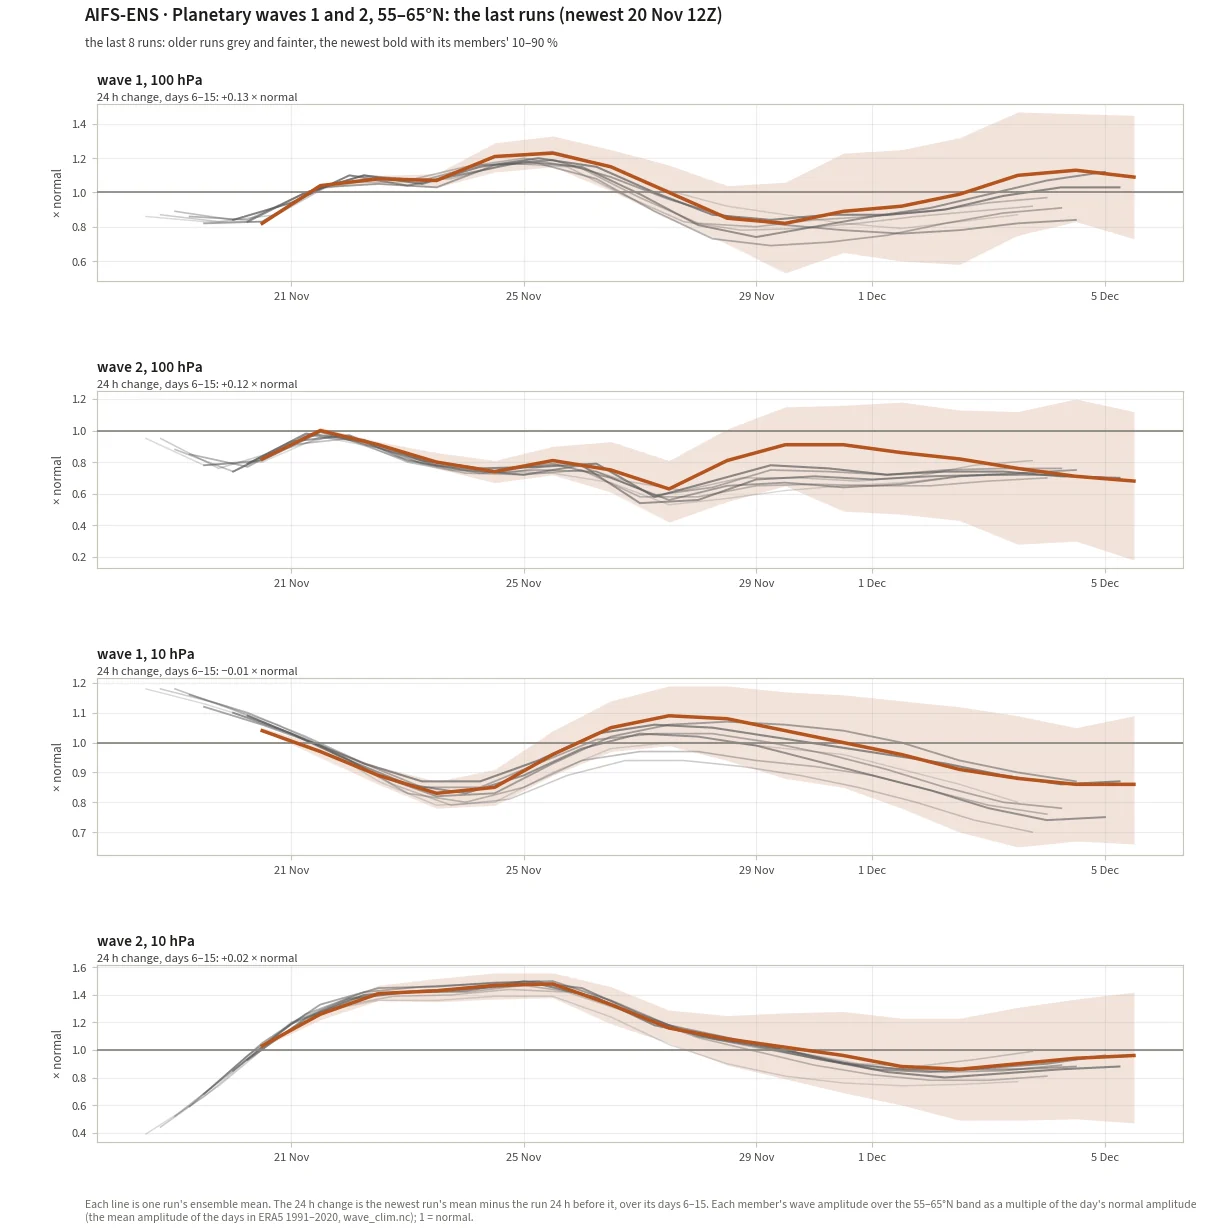 AIFS-ENS · Planetary waves 1 and 2, 55–65°N: the last runs (newest 20 Nov 12Z)
the last 8 runs: older runs grey and fainter, the newest bold with its members' 10–90 %
wave 1, 100 hPa
24 h change, days 6–15: +0.13 × normal
1.4
1.2
1.0
0.8
0.6
× normal
21 Nov
25 Nov
29 Nov
1 Dec
5 Dec
wave 2, 100 hPa
24 h change, days 6–15: +0.12 × normal
1.2
1.0
0.8
0.6
0.4
0.2
× normal
21 Nov
25 Nov
29 Nov
1 Dec
5 Dec
wave 1, 10 hPa
24 h change, days 6–15: −0.01 × normal
1.2
1.1
1.0
0.9
0.8
0.7
× normal
21 Nov
25 Nov
29 Nov
1 Dec
5 Dec
wave 2, 10 hPa
24 h change, days 6–15: +0.02 × normal
1.6
1.4
1.2
1.0
0.8
0.6
0.4
× normal
21 Nov
25 Nov
29 Nov
1 Dec
5 Dec
Each line is one run's ensemble mean. The 24 h change is the newest run's mean minus the run 24 h before it, over its days 6–15. Each member's wave amplitude over the 55–65°N band as a multiple of the day's normal amplitude
(the mean amplitude of the days in ERA5 1991–2020, wave_clim.nc); 1 = normal.